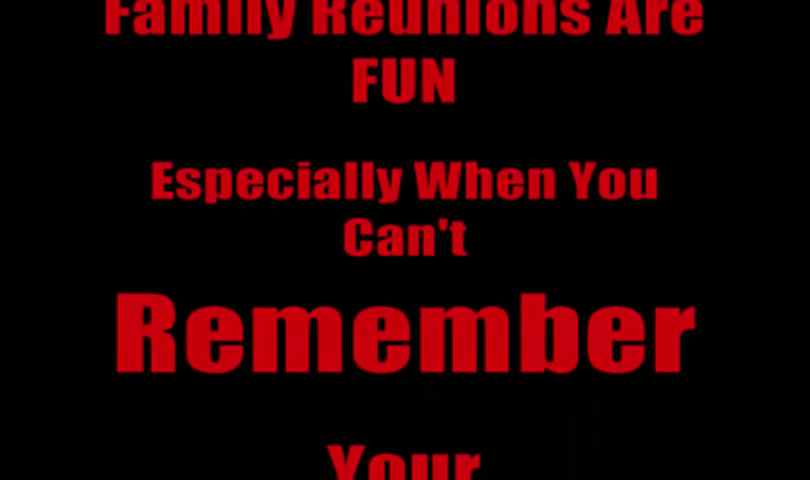 Family Reunions Are
FUN
Especially When You
Can't
Remember
Your